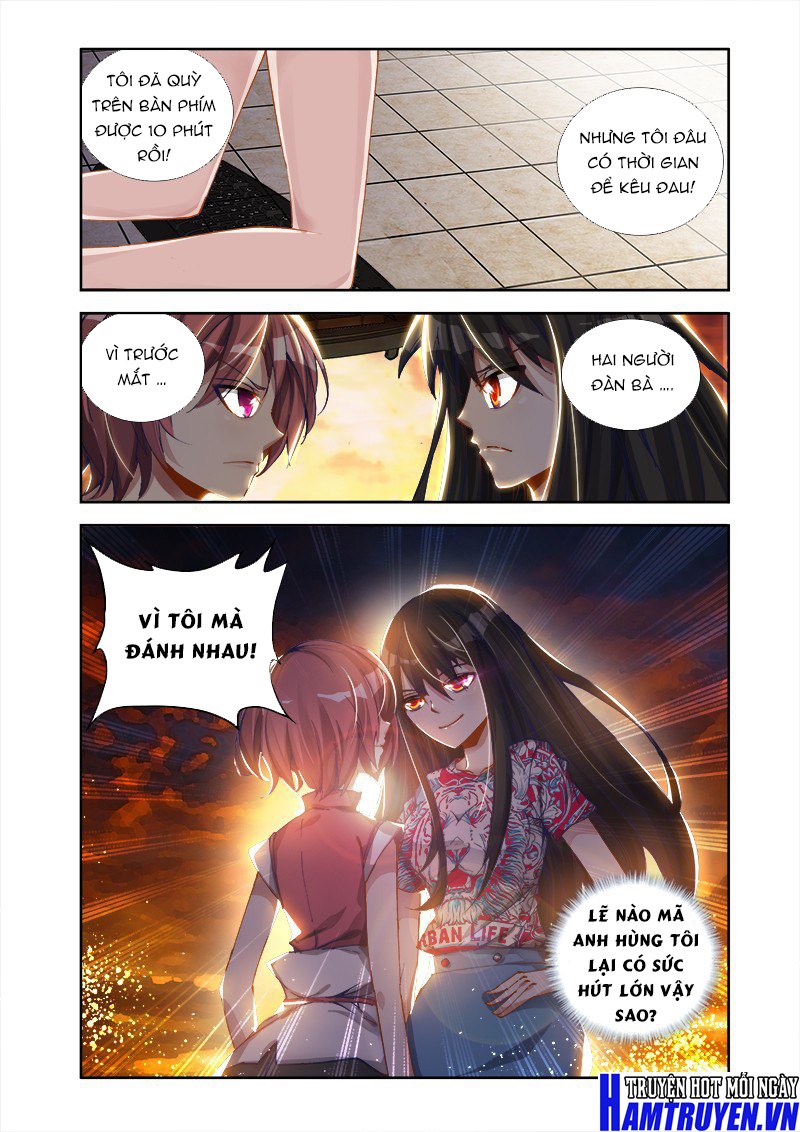 TÔI ĐÃ QUỲ
TRÊN BÀN PHÍM
ĐƯỢC 10 PHÚT
RỒI!
NHƯNG TÔI ĐÂU
CÓ THỜI GIAN
ĐỂ KÊU ĐAU!
VÌ TRƯỚC
MẮT ...
HAI NGƯỜI
ĐÀN BÀ ....
VÌ TÔI MÀ
ĐÁNH NHAU!
RBAN LIFE
LẼ NÀO MÃ
ANH HÙNG TÔI
LẠI CÓ SỨC
HÚT LỚN VẬY
SAO?
TRUYỆN HOT MỖI NGÀY
HAMTRUYEN.VN